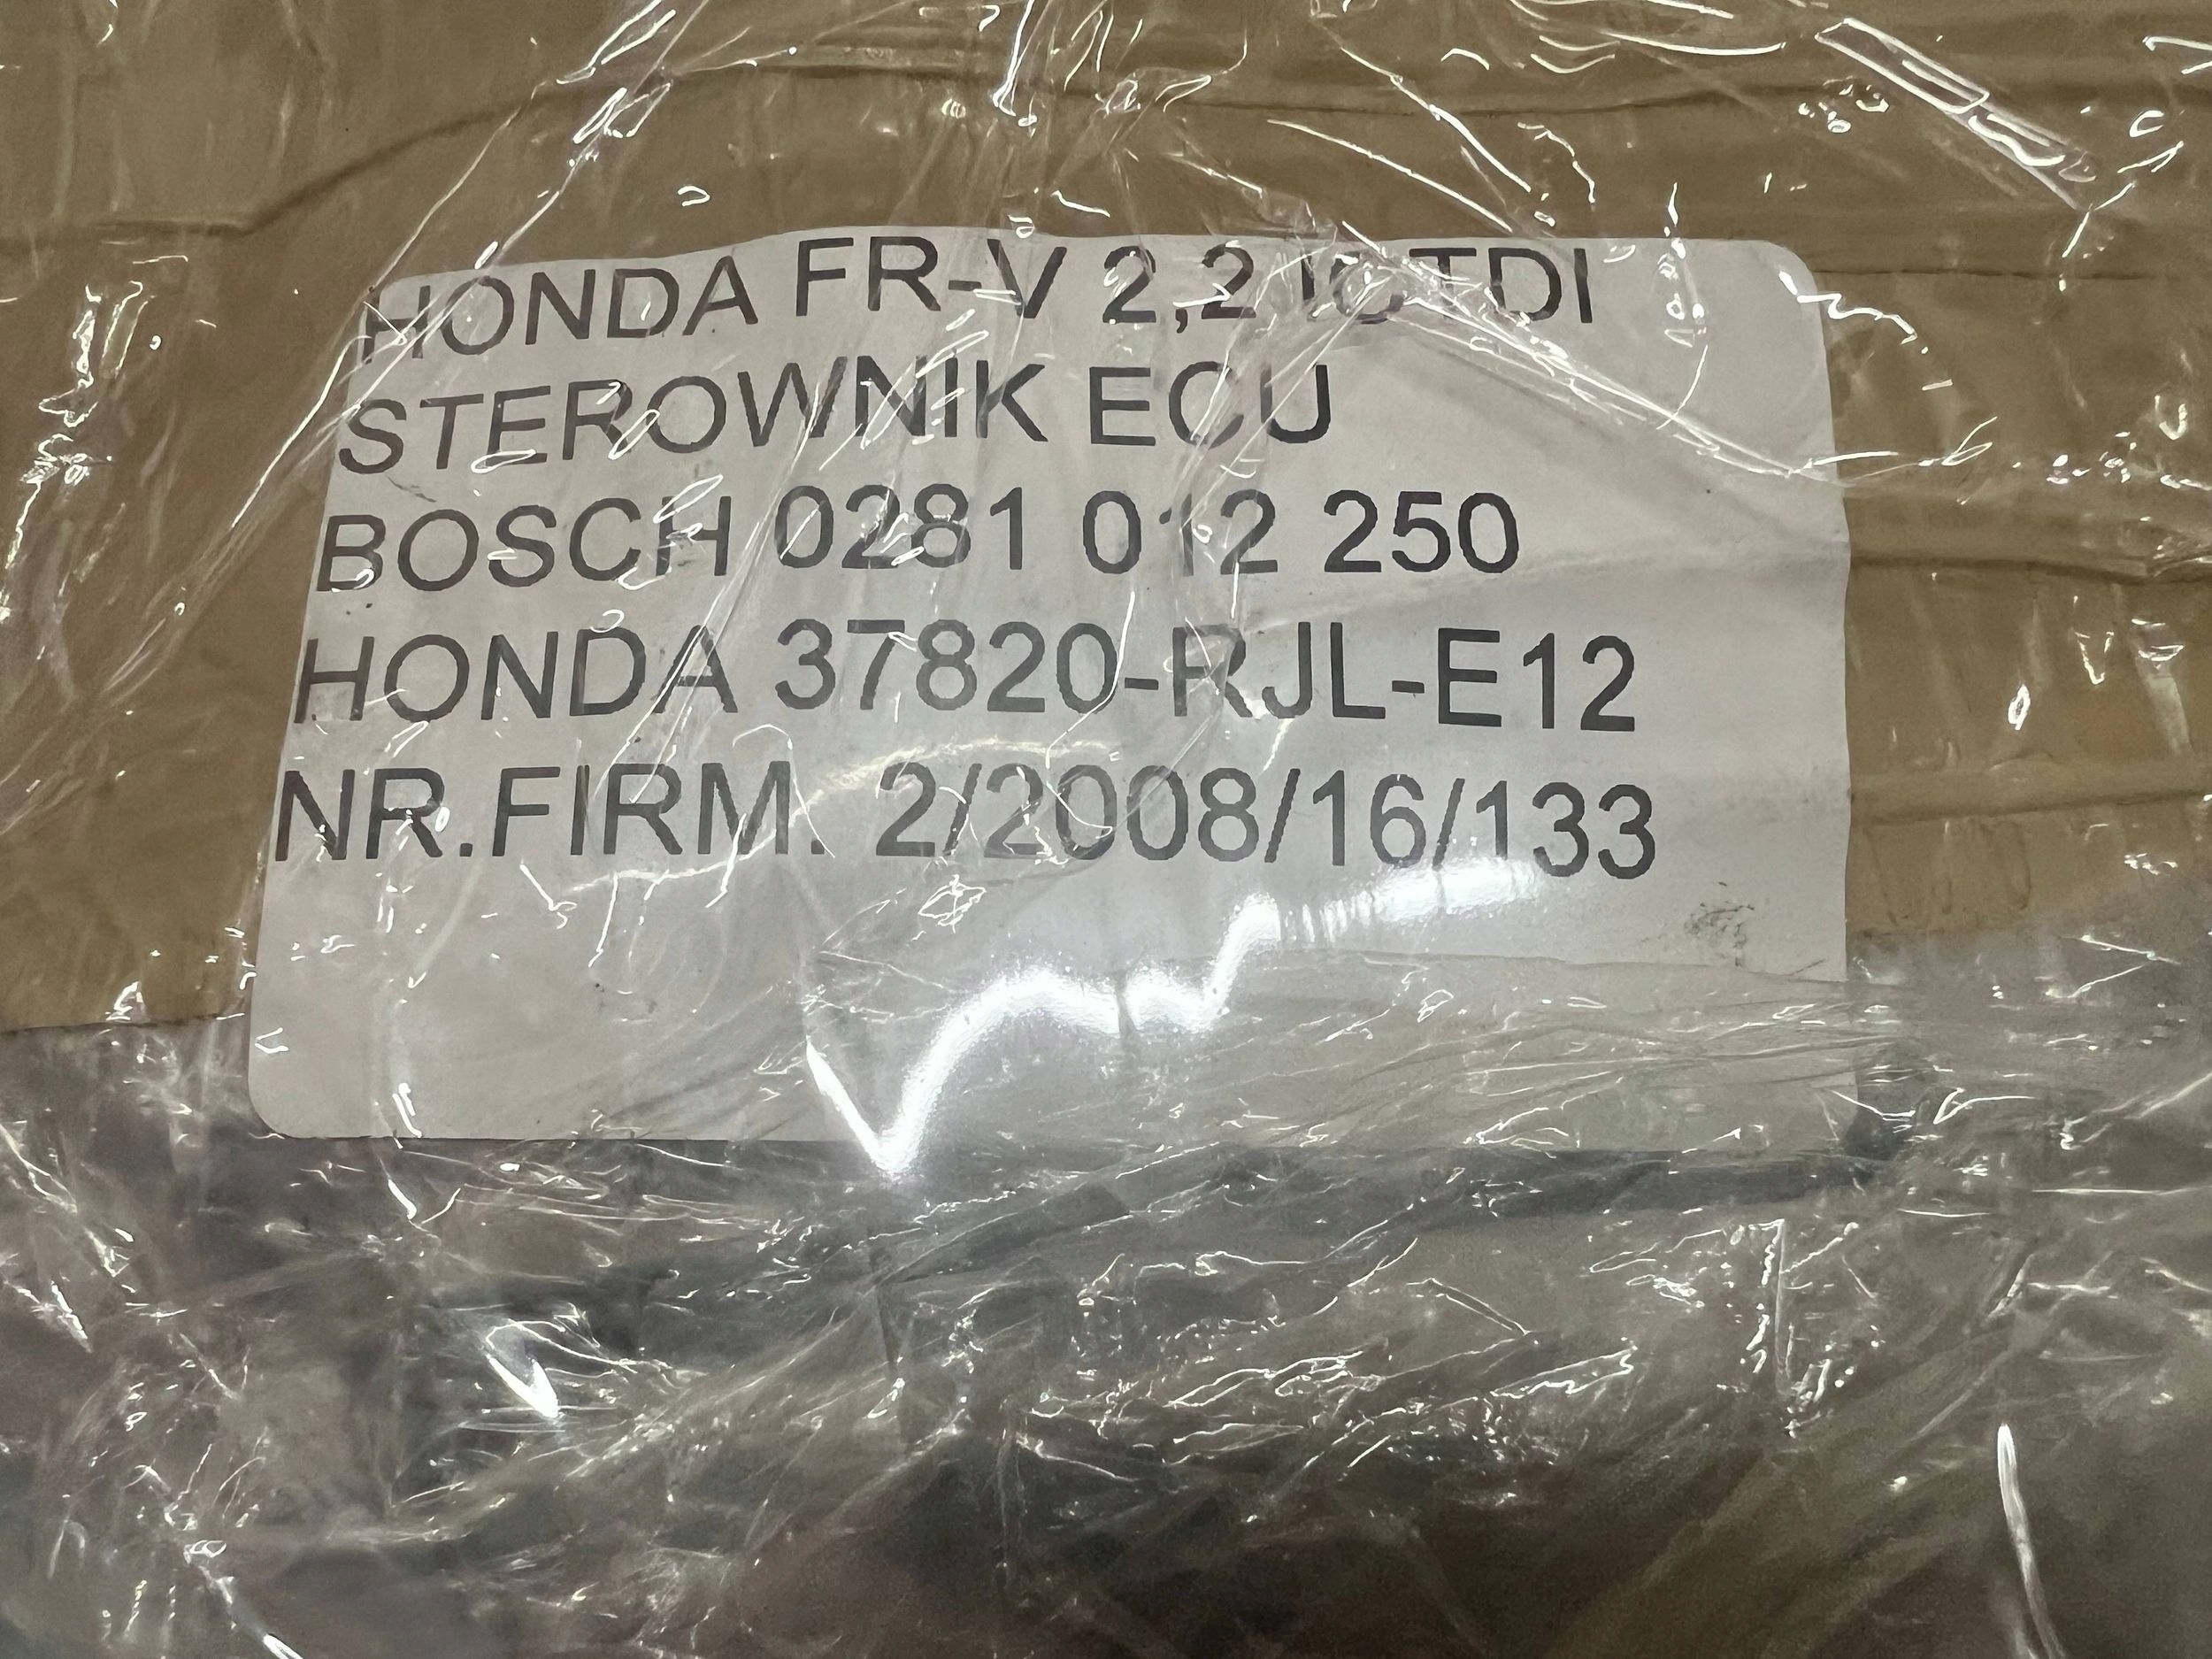 HONDA FR-V 2,2 ICTDI
STEROWNIK ECU
BOSCH 0281 012 250
HONDA 37820-RJL-E12
NR.FIRM. 2/2008/16/133